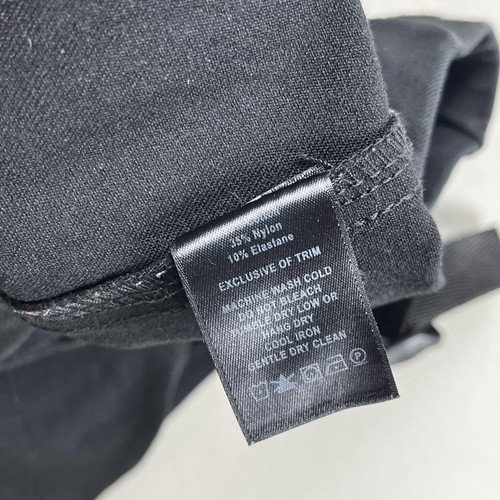 35% Nylon
10% Elastane
EXCLUSIVE OF TRIM
MACHINE WASH COLD
DO NOT BLEACH
TUMBLE DRY LOW OR
HANG DRY
COOL IRON
GENTLE DRY CLEAN